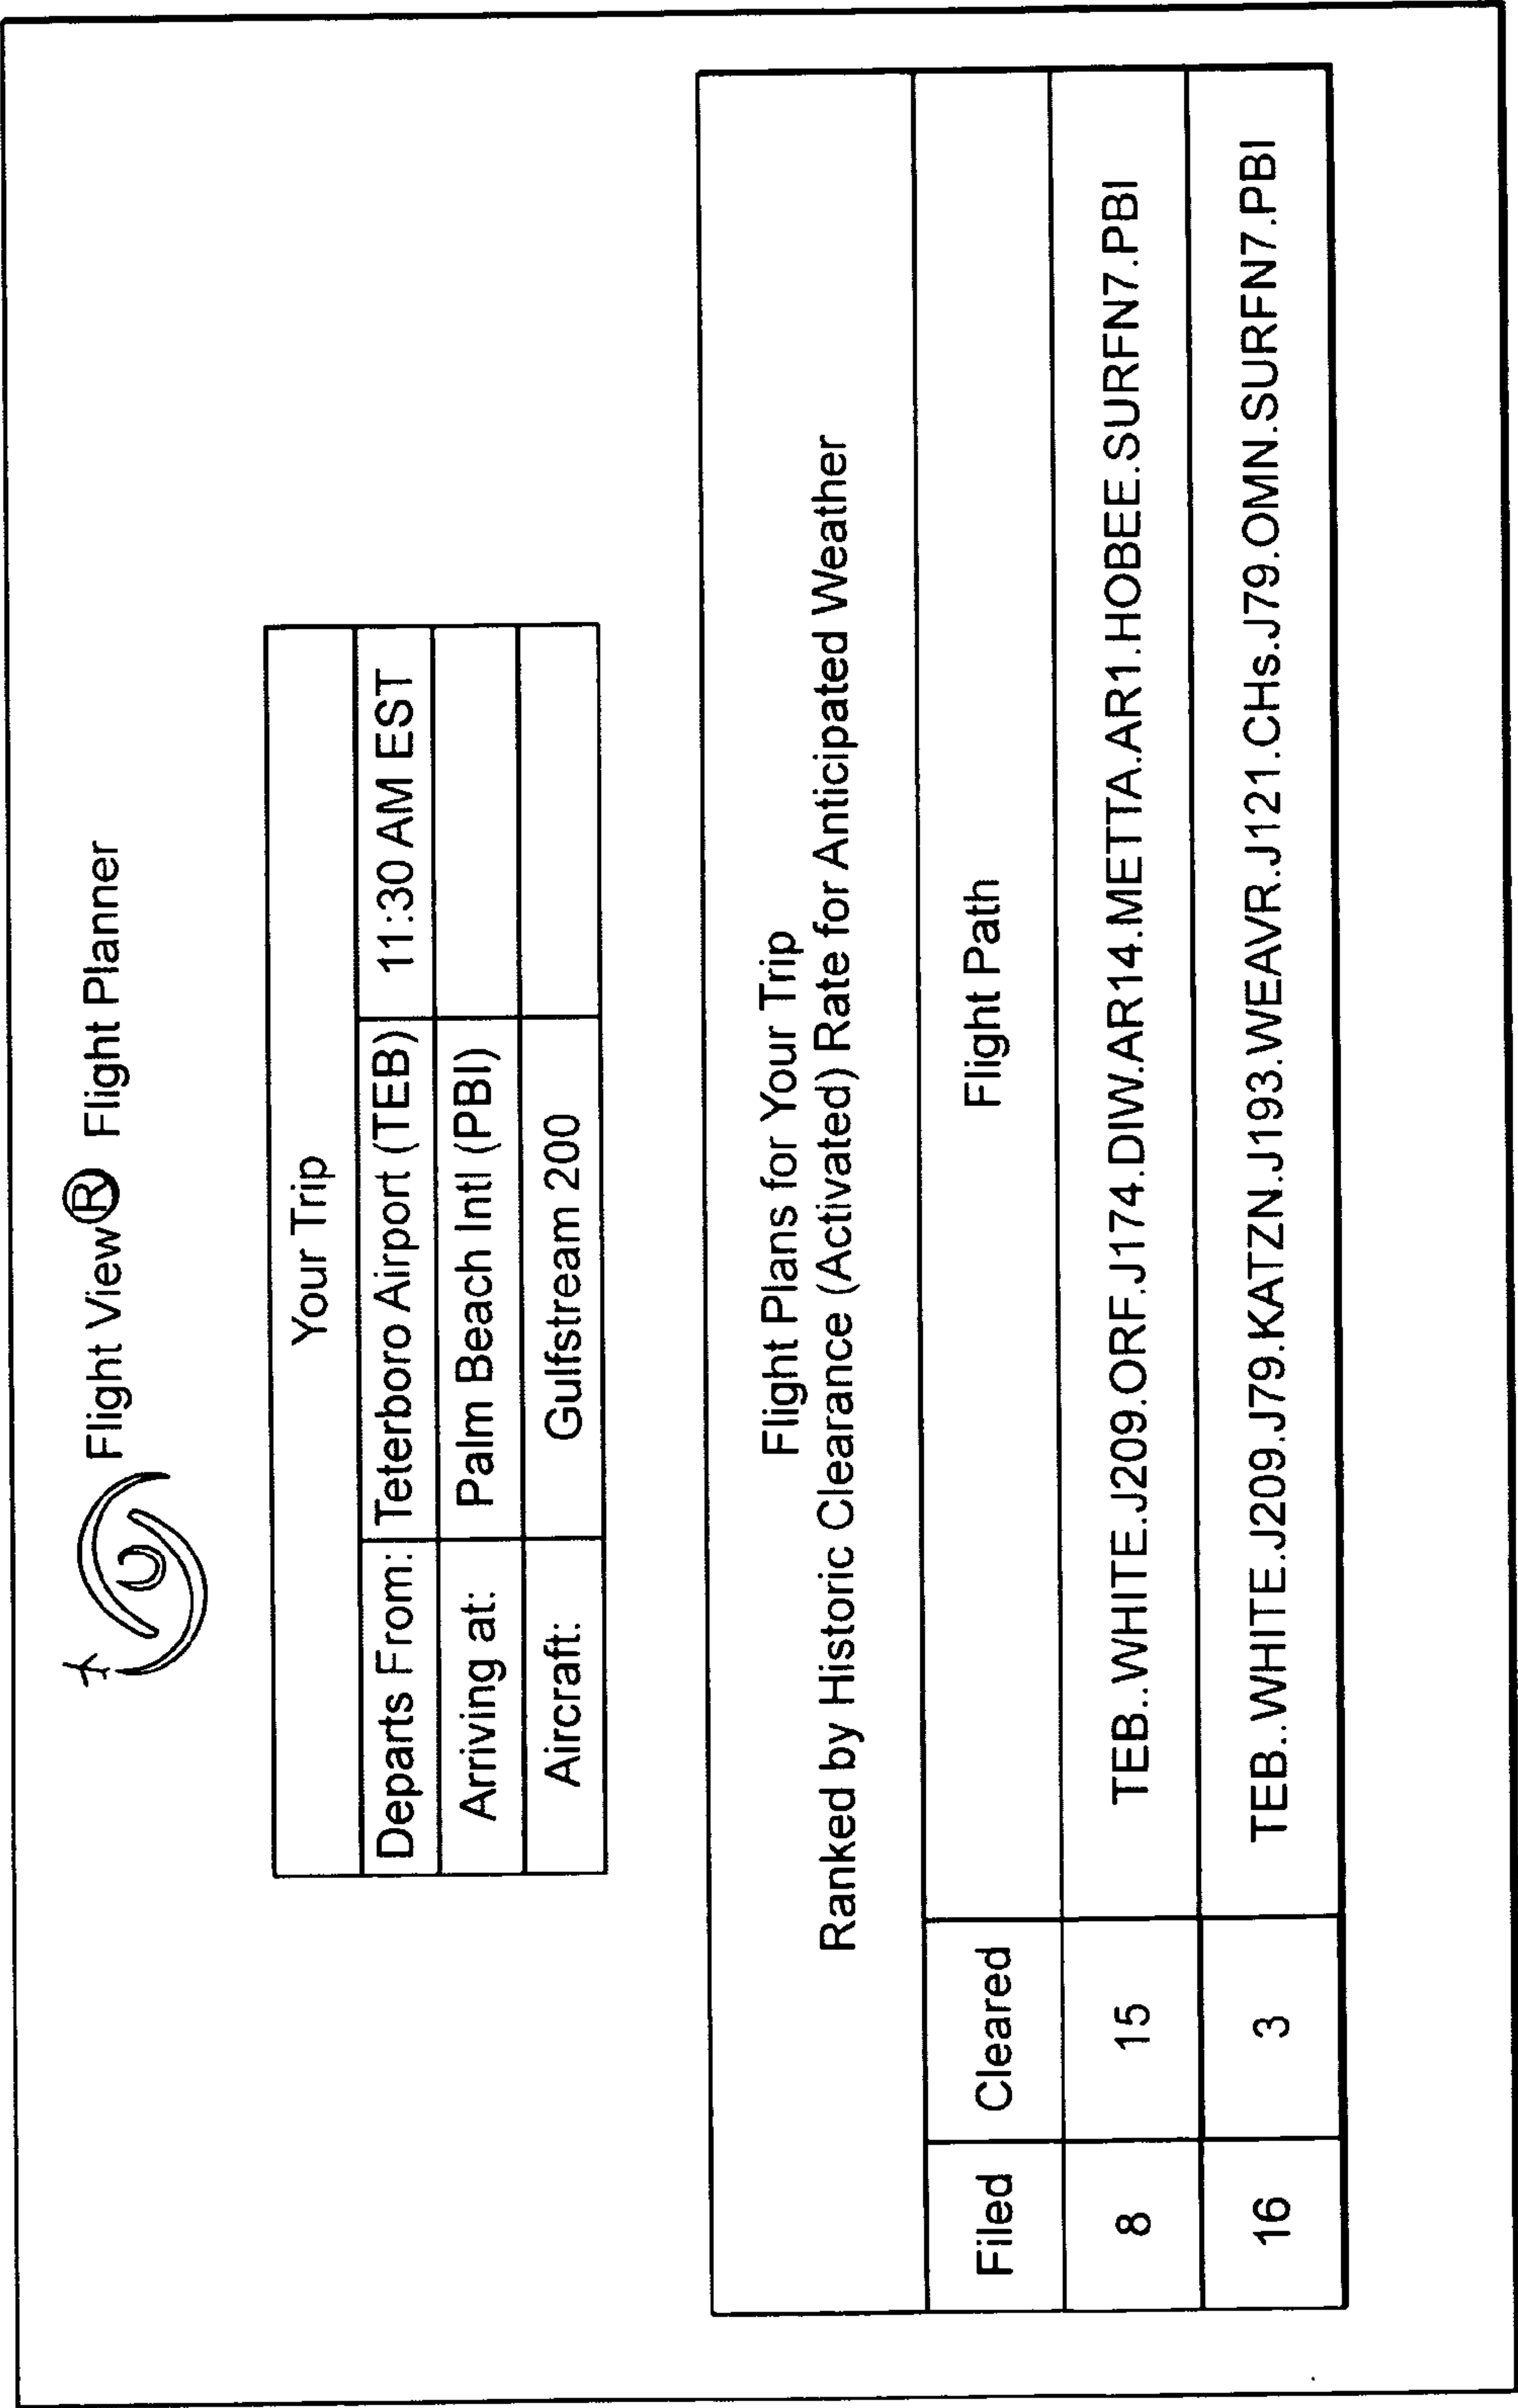 Flight View® Flight Planner
Your Trip
Departs From: Teterboro Airport (TEB) 11:30 AM EST
Arriving at: Palm Beach Intl (PBI)
Aircraft: Gulfstream 200
Flight Plans for Your Trip
Ranked by Historic Clearance (Activated) Rate for Anticipated Weather
Filed Cleared Flight Path
8 15 TEB..WHITE.J209.ORF.J174.DIW.AR14.METTA.AR1.HOBEE.SURFN7.PBI
16 3 TEB..WHITE.J209.J79.KATZN.J193.WEAVR.J121.CHs.J79.OMN.SURFN7.PBI